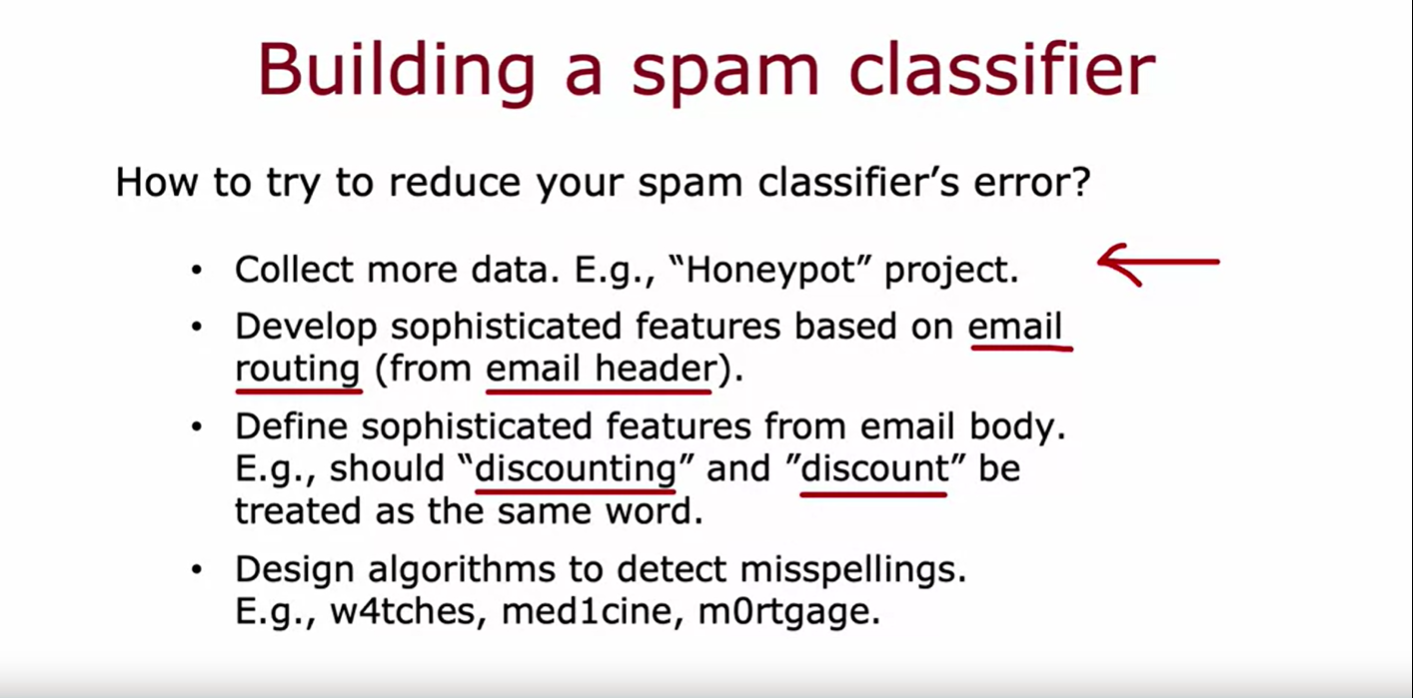 Building a spam classifier
How to try to reduce your spam classifier’s error?
• Collect more data. E.g., “Honeypot” project.
• Develop sophisticated features based on email
routing (from email header).
• Define sophisticated features from email body.
E.g., should “discounting” and ”discount” be
treated as the same word.
• Design algorithms to detect misspellings.
E.g., w4tches, med1cine, m0rtgage.